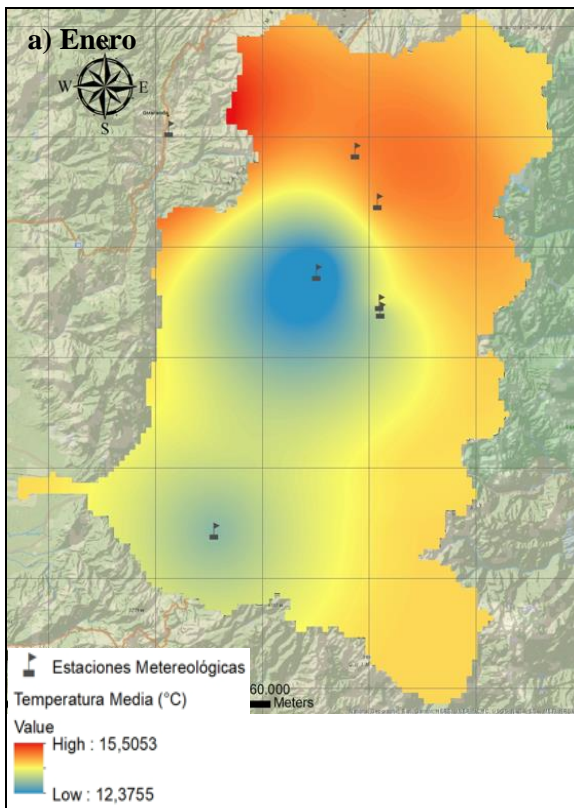 a) Enero
N
W E
S
Estaciones Metereológicas
60.000
Meters
Temperatura Media (°C)
Value
High : 15,5053
Low : 12,3755